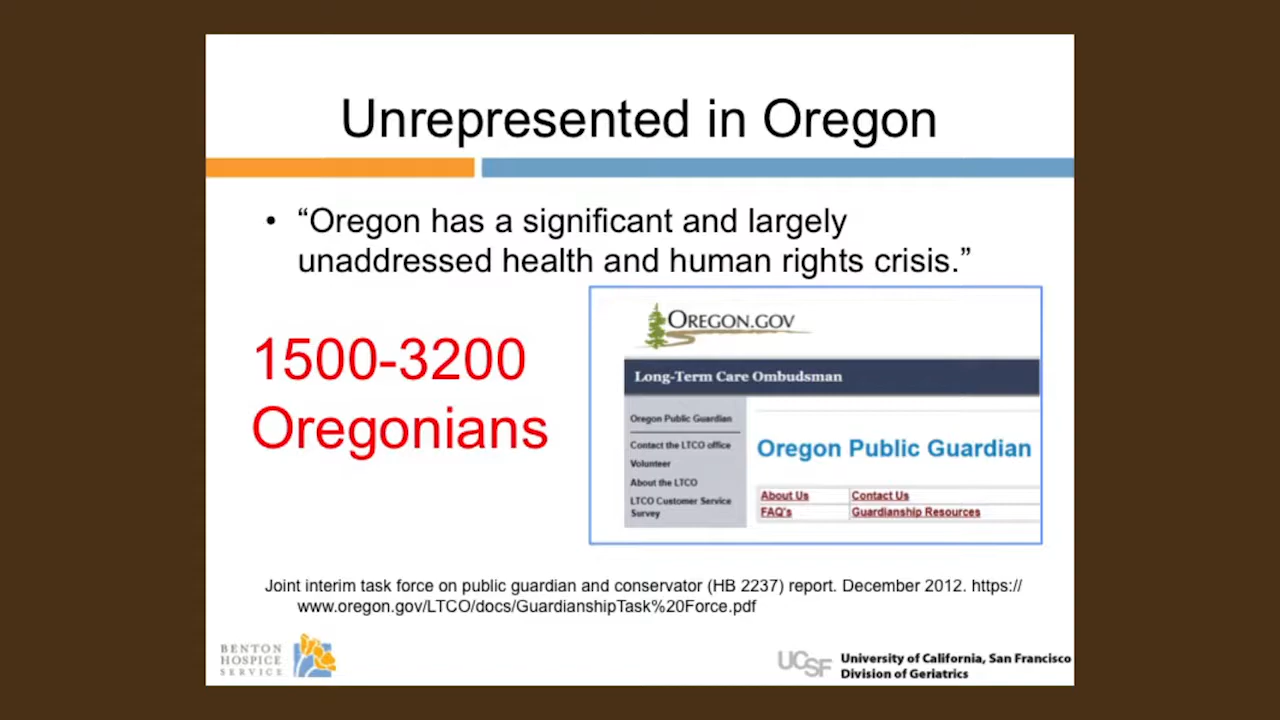 Unrepresented in Oregon
• “Oregon has a significant and largely
unaddressed health and human rights crisis.”
1500-3200
Oregonians
OREGON.GOV
Long-Term Care Ombudsman
Oregon Public Guardian
Contact the LTCO office
Volunteer
About the LTCO
LTCO Customer Service
Survey
Oregon Public Guardian
About Us Contact Us
FAQ's Guardianship Resources
Joint interim task force on public guardian and conservator (HB 2237) report. December 2012. https://
www.oregon.gov/LTCO/docs/GuardianshipTask%20Force.pdf
BENTON
HOSPICE
SERVICE
UCSF
University of California, San Francisco
Division of Geriatrics